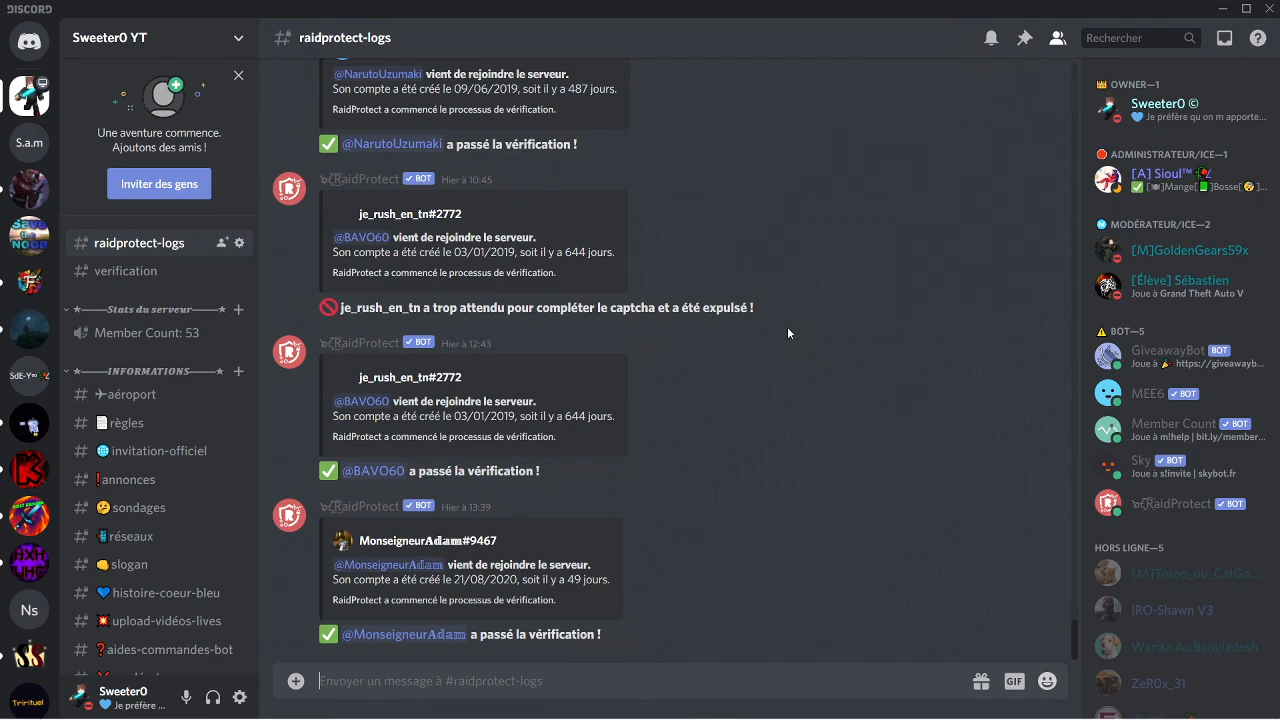 DISCORD
Sweeter0 YT
Une aventure commence.
Ajoutons des amis !
Inviter des gens
raidprotect-logs
verification
Stats du serveur
Member Count: 53
INFORMATIONS
aéroport
règles
invitation-officiel
annonces
sondages
réseaux
slogan
histoire-coeur-bleu
upload-vidéos-lives
aides-commandes-bot
Sweeter0
Je préfère ...
S.a.m
Save the NOOB
SdE-Y∞
Ns
Trirituel
raidprotect-logs
Rechercher
@NarutoUzumaki vient de rejoindre le serveur.
Son compte a été créé le 09/06/2019, soit il y a 487 jours.
RaidProtect a commencé le processus de vérification.
@NarutoUzumaki a passé la vérification !
RaidProtect BOT Hier à 10:45
je_rush_en_tn#2772
@BAVO60 vient de rejoindre le serveur.
Son compte a été créé le 03/01/2019, soit il y a 644 jours.
RaidProtect a commencé le processus de vérification.
je_rush_en_tn a trop attendu pour compléter le captcha et a été expulsé !
RaidProtect BOT Hier à 12:43
je_rush_en_tn#2772
@BAVO60 vient de rejoindre le serveur.
Son compte a été créé le 03/01/2019, soit il y a 644 jours.
RaidProtect a commencé le processus de vérification.
@BAVO60 a passé la vérification !
RaidProtect BOT Hier à 13:39
Monseigneur𝔸𝕕𝕒𝕞#9467
@Monseigneur𝔸𝕕𝕒𝕞 vient de rejoindre le serveur.
Son compte a été créé le 21/08/2020, soit il y a 49 jours.
RaidProtect a commencé le processus de vérification.
@Monseigneur𝔸𝕕𝕒𝕞 a passé la vérification !
Envoyer un message à #raidprotect-logs
GIF
OWNER—1
Sweeter0 ©
Je préfère qu on m apporte...
ADMINISTRATEUR/ICE—1
[A] Sioul™
Mange[ ]Bosse[ ]...
MODÉRATEUR/ICE—2
[M]GoldenGears59x
[Élève] Sébastien
Joue à Grand Theft Auto V
BOT—5
GiveawayBot BOT
Joue à https://giveawayb...
MEE6 BOT
Member Count BOT
Joue à m!help | bit.ly/member...
Sky BOT
Joue à s!invite | skybot.fr
RaidProtect BOT
HORS LIGNE—5
[M]Totop_ou_CatGa...
IRO-Shawn V3
Wanaa Au Bangladesh
ZeR0x_31